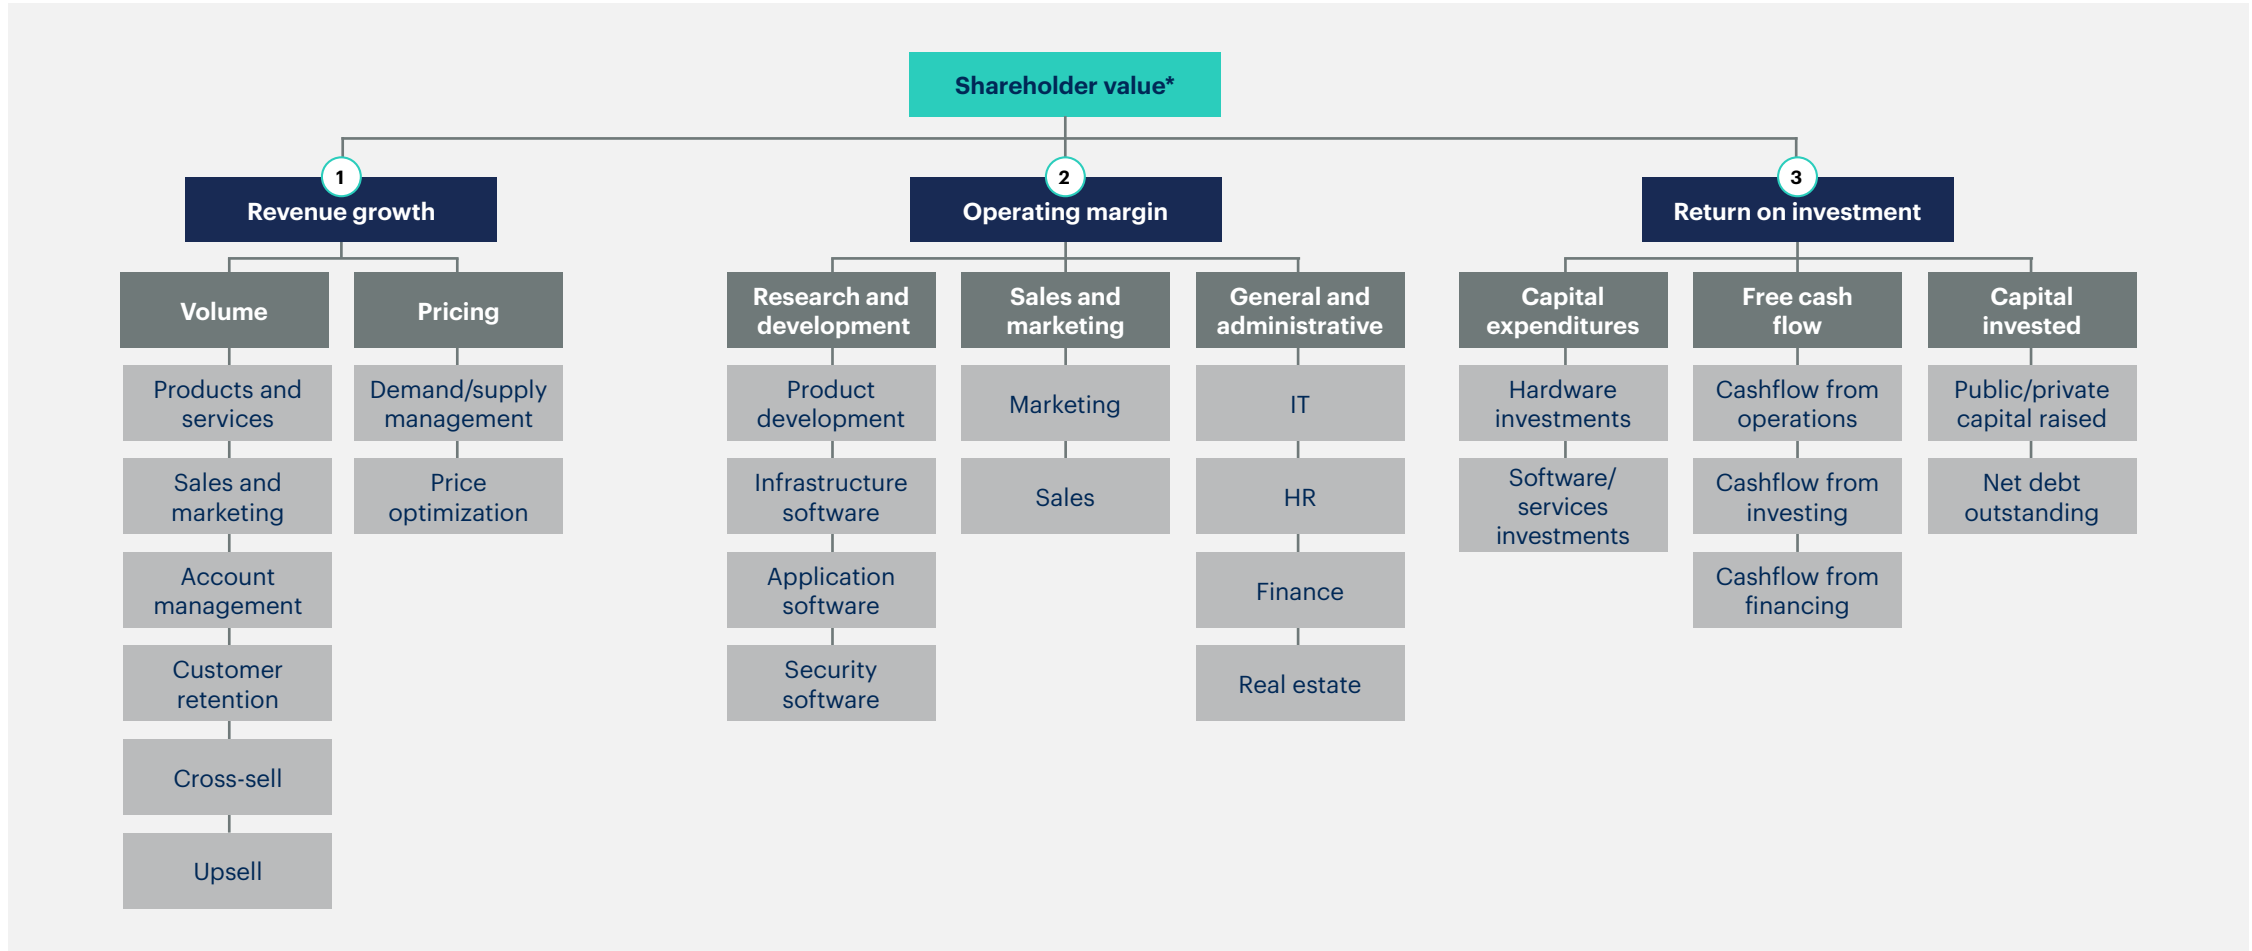 Shareholder value*
1
Revenue growth
2
Operating margin
3
Return on investment
Volume
Products and
services
Sales and
marketing
Account
management
Customer
retention
Cross-sell
Upsell
Pricing
Demand/supply
management
Price
optimization
Research and
development
Product
development
Infrastructure
software
Application
software
Security
software
Sales and
marketing
Marketing
Sales
General and
administrative
IT
HR
Finance
Real estate
Capital
expenditures
Hardware
investments
Software/
services
investments
Free cash
flow
Cashflow from
operations
Cashflow from
investing
Cashflow from
financing
Capital
invested
Public/private
capital raised
Net debt
outstanding